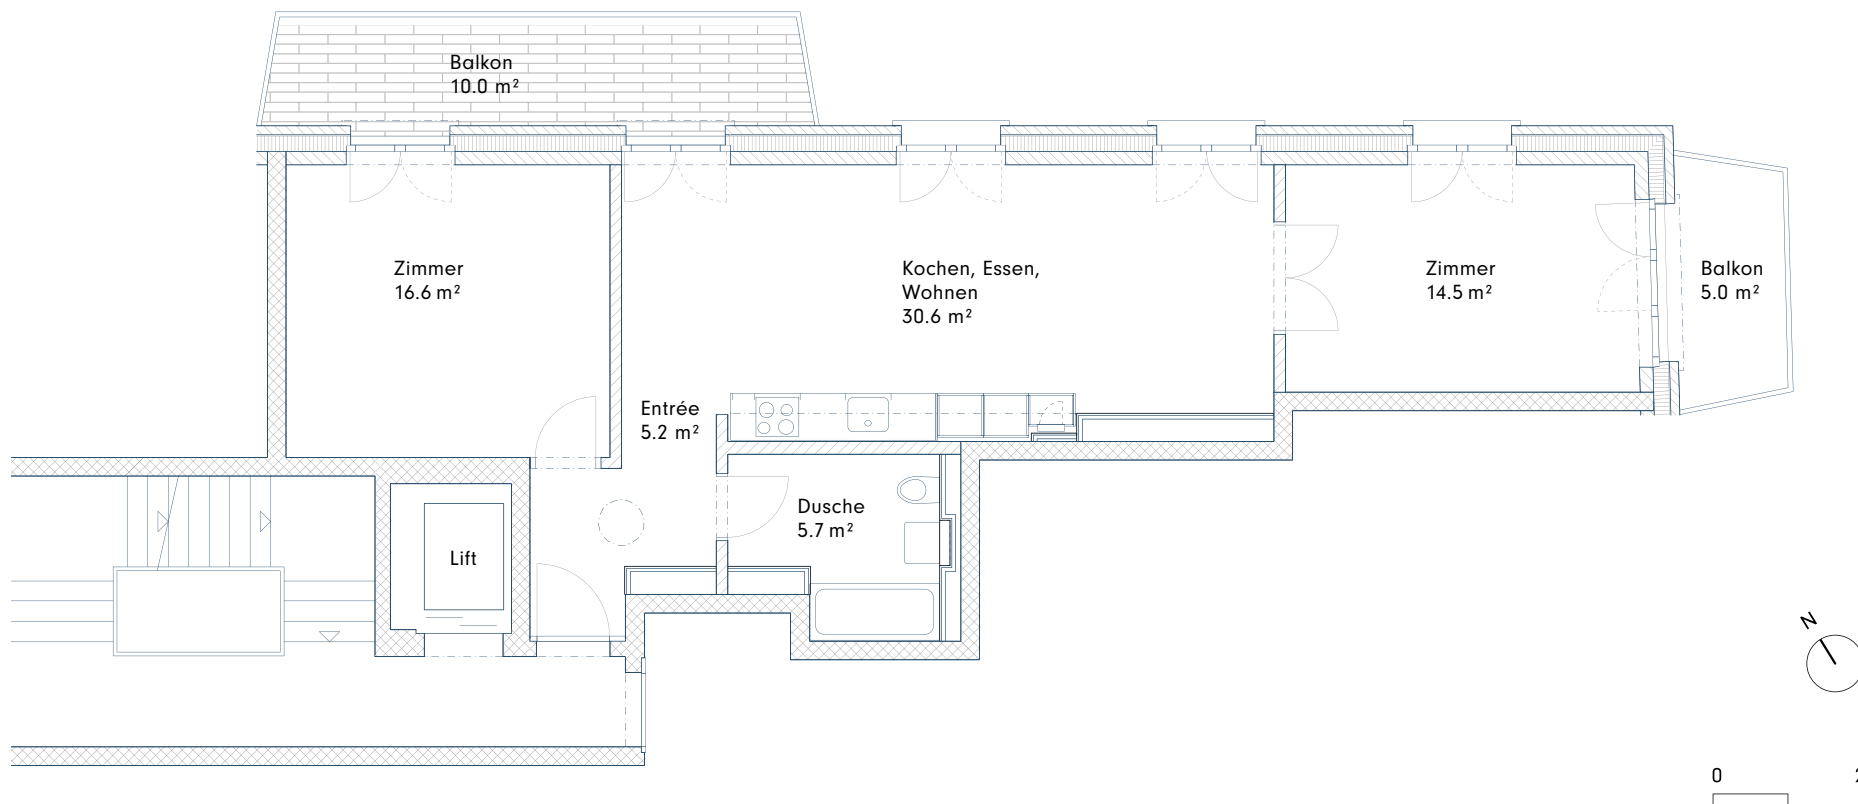 Balkon
10.0 m²
Zimmer
16.6 m²
Kochen, Essen,
Wohnen
30.6 m²
Zimmer
14.5 m²
Balkon
5.0 m²
Entrée
5.2 m²
Dusche
5.7 m²
Lift
N
0